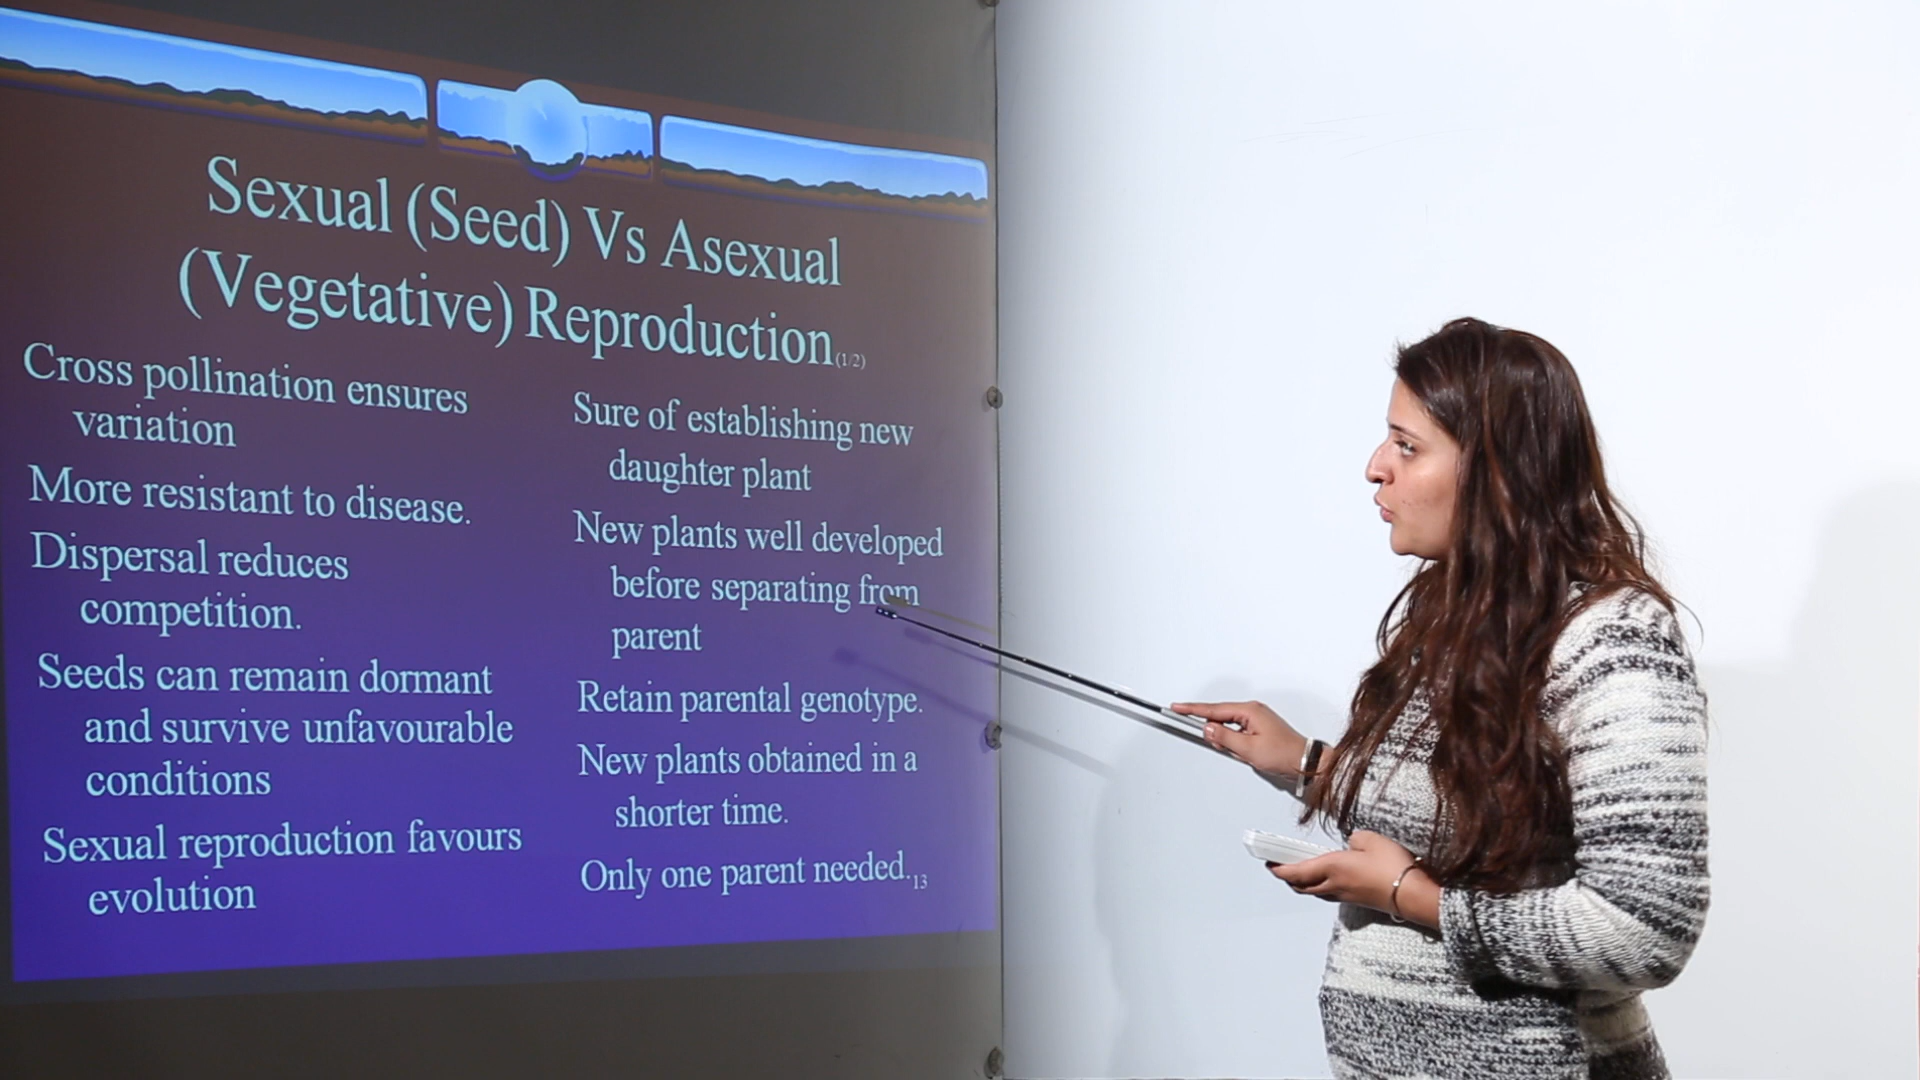 Sexual (Seed) Vs Asexual
(Vegetative) Reproduction(1/2)
Cross pollination ensures
variation
More resistant to disease.
Dispersal reduces
competition.
Seeds can remain dormant
and survive unfavourable
conditions
Sexual reproduction favours
evolution
Sure of establishing new
daughter plant
New plants well developed
before separating from
parent
Retain parental genotype.
New plants obtained in a
shorter time.
Only one parent needed.
13